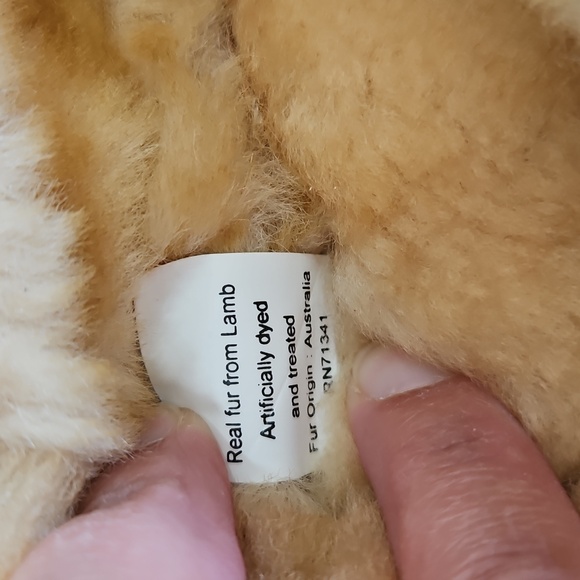 Real fur from Lamb
Artificially dyed
and treated
Fur Origin : Australia
RN71341